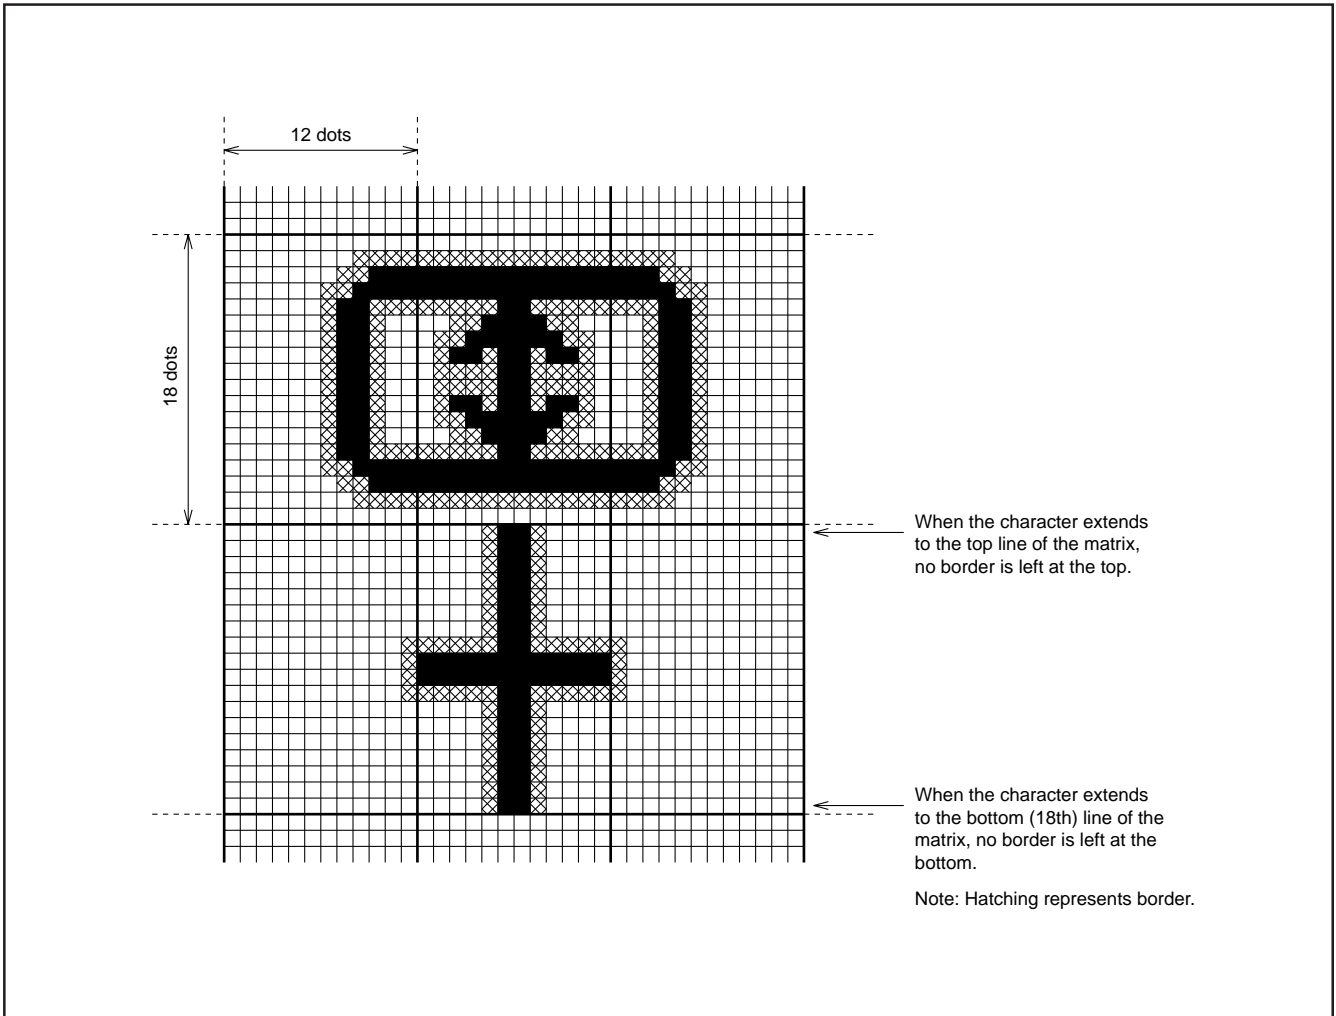 12 dots
18 dots
When the character extends
to the top line of the matrix,
no border is left at the top.
When the character extends
to the bottom (18th) line of the
matrix, no border is left at the
bottom.
Note: Hatching represents border.